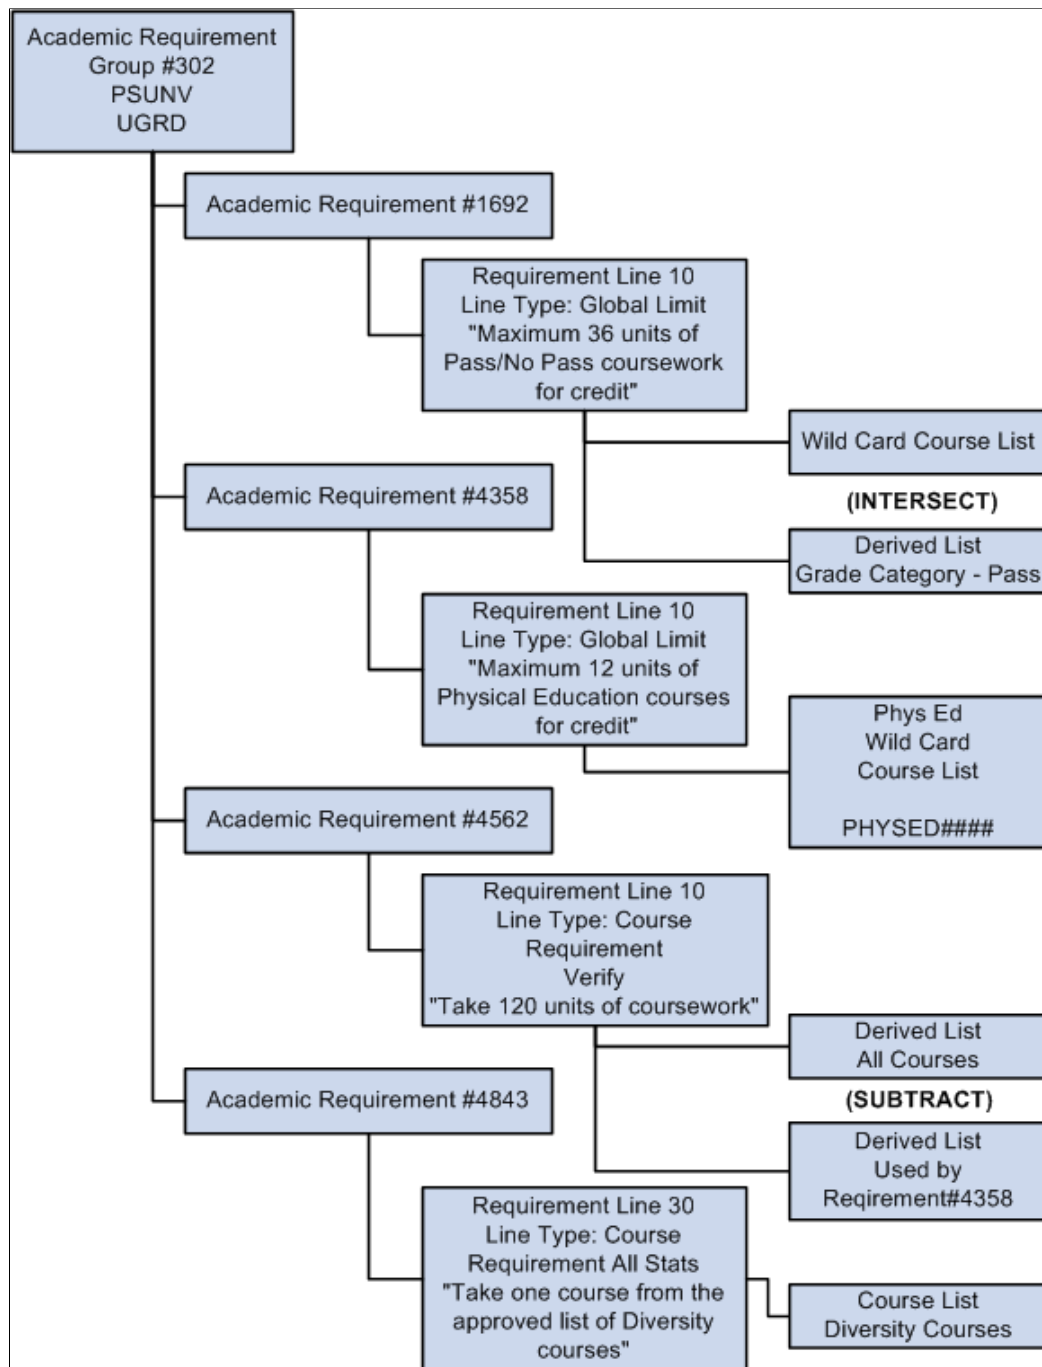 Academic Requirement
Group #302
PSUNV
UGRD
Academic Requirement #1692
Requirement Line 10
Line Type: Global Limit
"Maximum 36 units of
Pass/No Pass coursework
for credit"
Wild Card Course List
(INTERSECT)
Derived List
Grade Category - Pass
Academic Requirement #4358
Requirement Line 10
Line Type: Global Limit
"Maximum 12 units of
Physical Education courses
for credit"
Phys Ed
Wild Card
Course List
PHYSED####
Academic Requirement #4562
Requirement Line 10
Line Type: Course
Requirement
Verify
"Take 120 units of coursework"
Derived List
All Courses
(SUBTRACT)
Derived List
Used by
Reqirement#4358
Academic Requirement #4843
Requirement Line 30
Line Type: Course
Requirement All Stats
"Take one course from the
approved list of Diversity
courses"
Course List
Diversity Courses